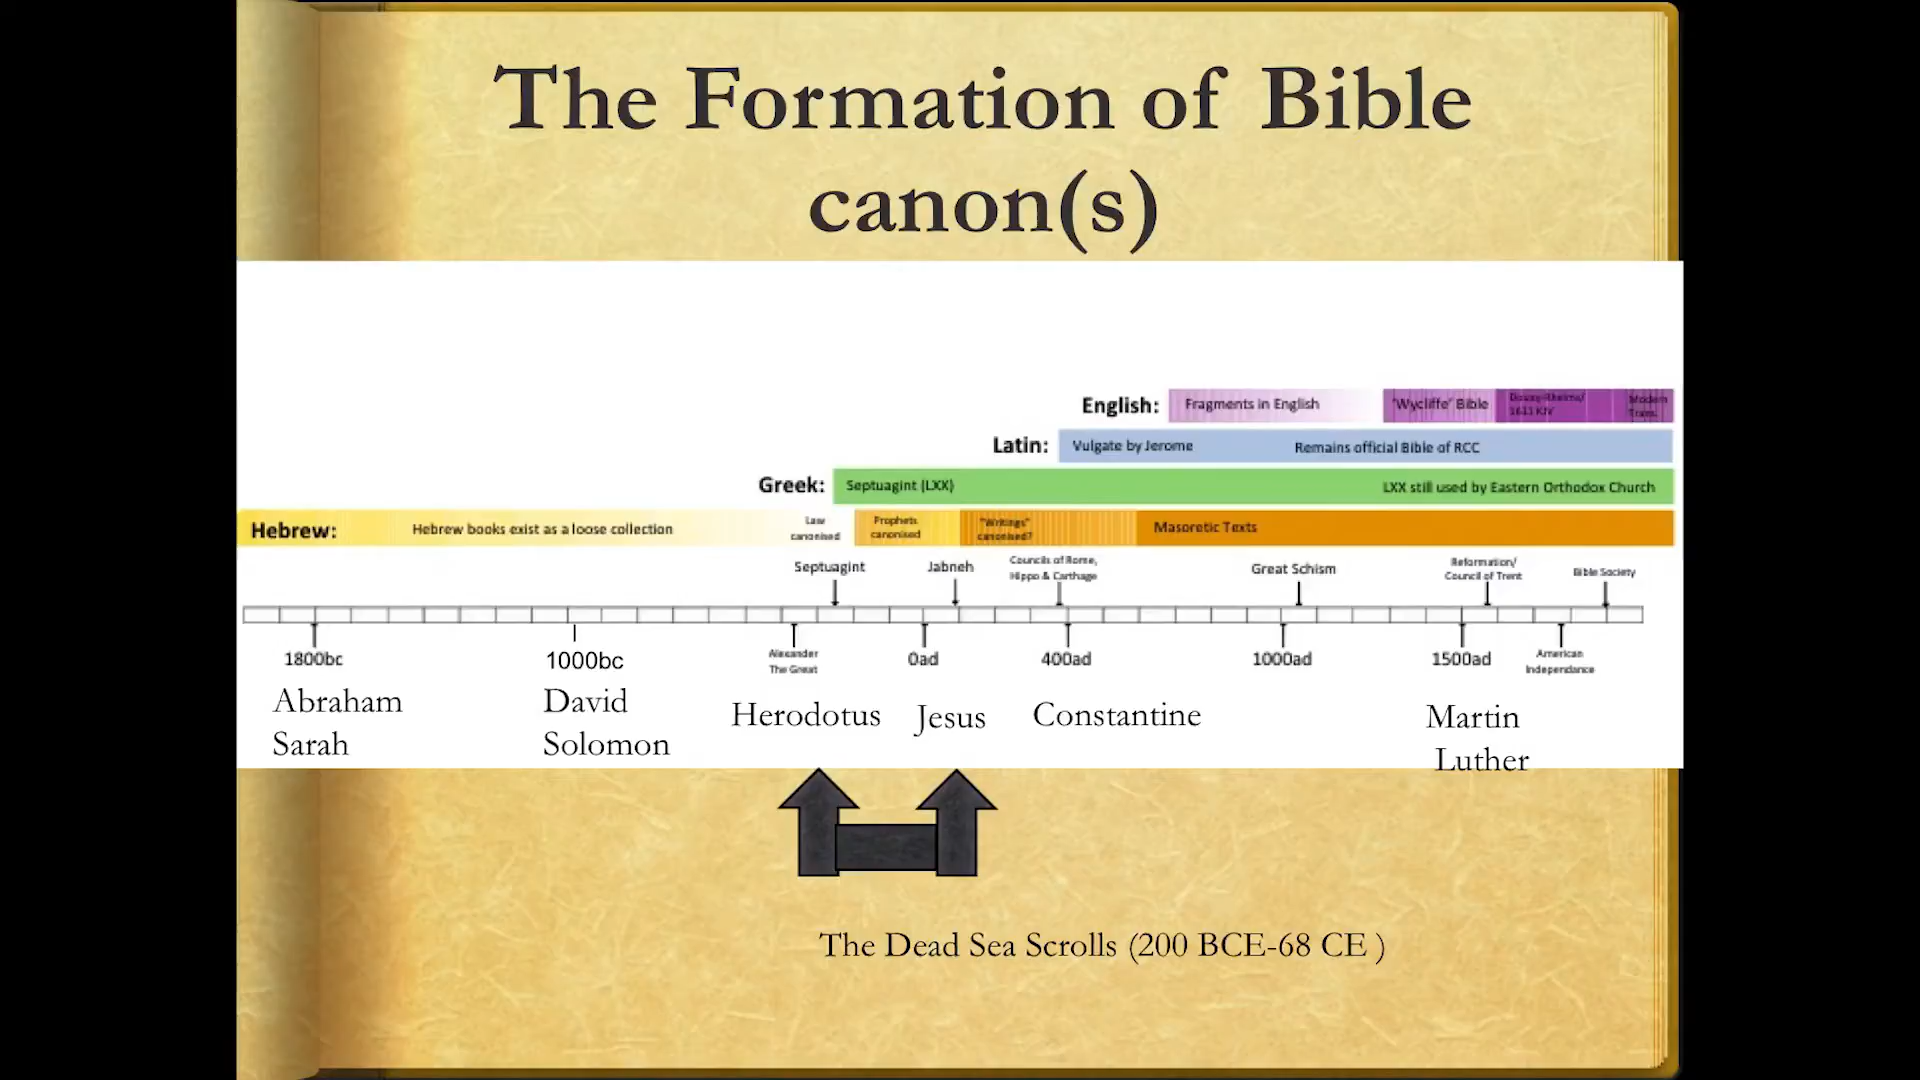 The Formation of Bible
canon(s)
English: Fragments in English 'Wycliffe' Bible Douay-Rheims/ Modern
1611 KJV Trans.
Latin: Vulgate by Jerome Remains official Bible of RCC
Greek: Septuagint (LXX) LXX still used by Eastern Orthodox Church
Hebrew: Hebrew books exist as a loose collection
Law
canonised
Prophets
canonised
"Writings"
canonised?
Masoretic Texts
Septuagint
Jabneh
Councils of Rome,
Hippo & Carthage
Great Schism
Reformation/
Council of Trent
Bible Society
1800bc
1000bc
Alexander
The Great
0ad
400ad
1000ad
1500ad
American
Independance
Abraham
Sarah
David
Solomon
Herodotus
Jesus
Constantine
Martin
Luther
The Dead Sea Scrolls (200 BCE-68 CE )